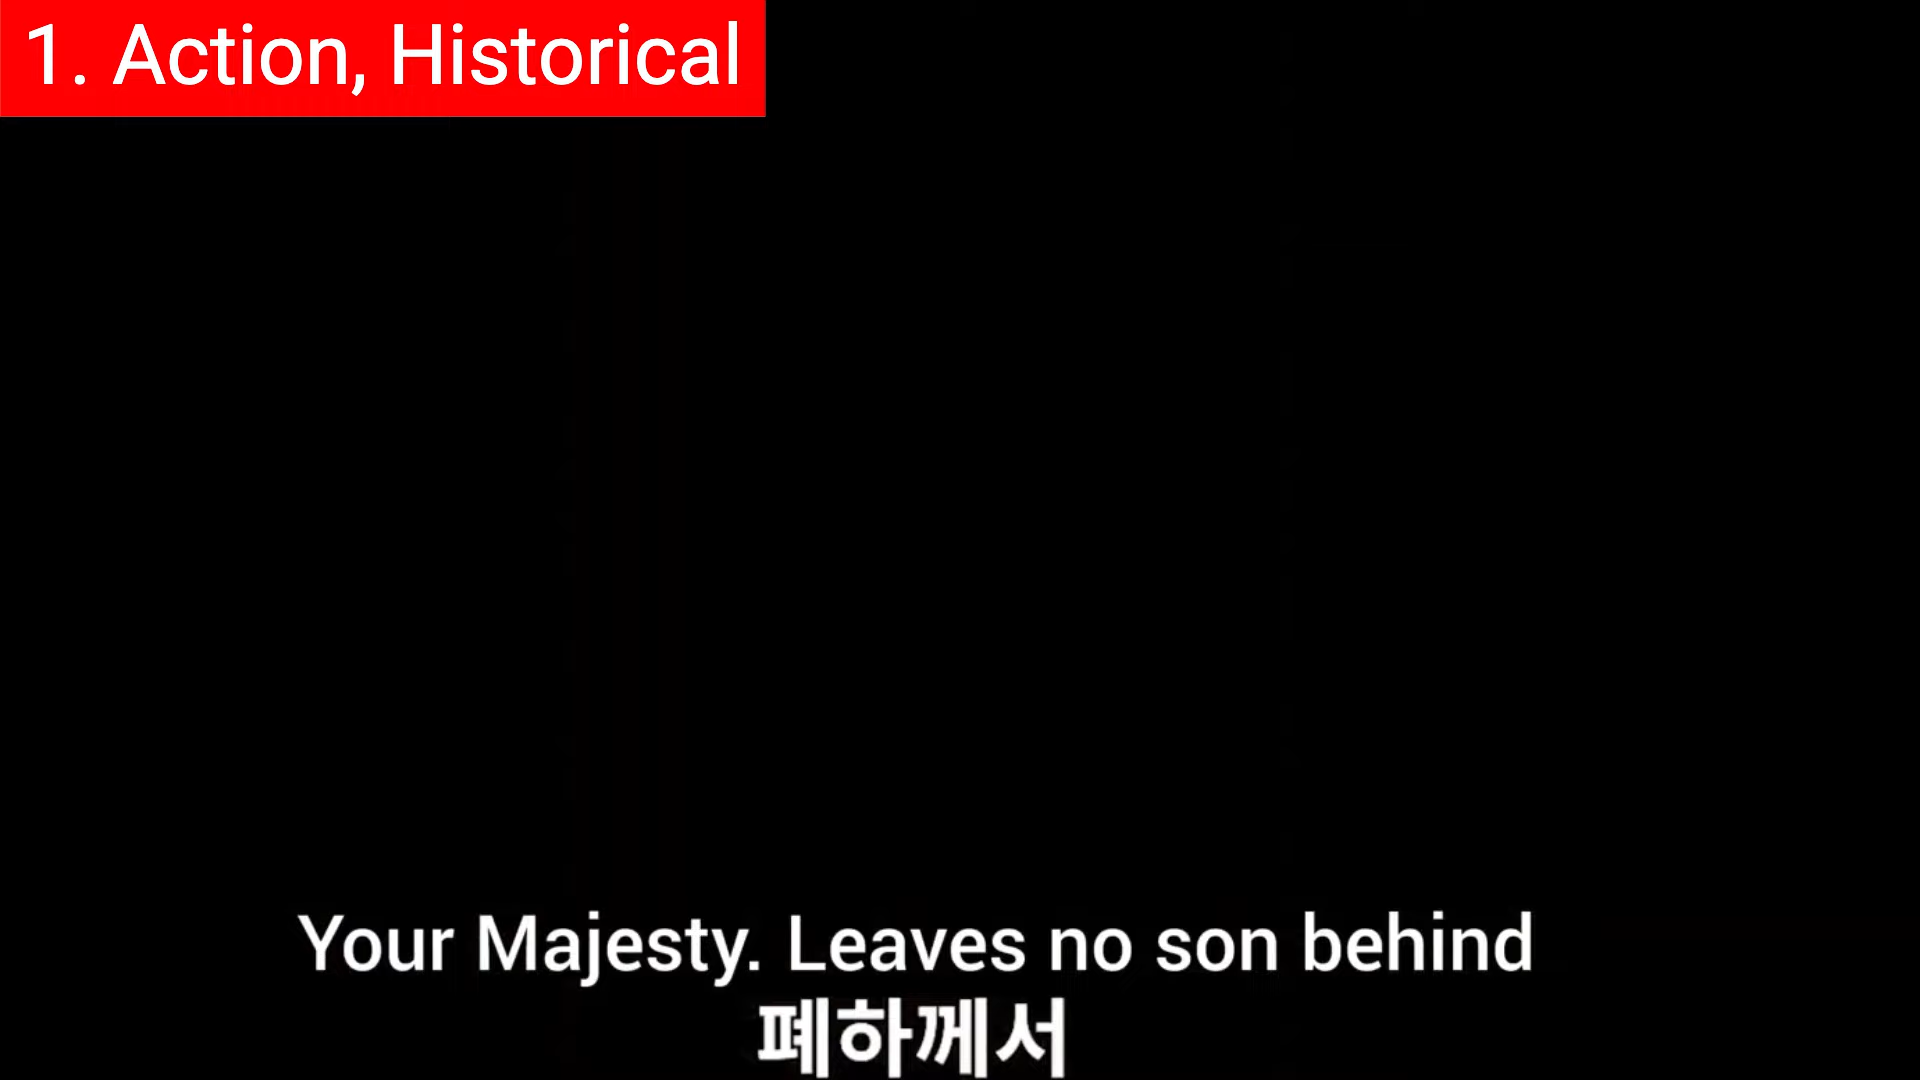 1. Action, Historical
Your Majesty. Leaves no son behind
폐하께서